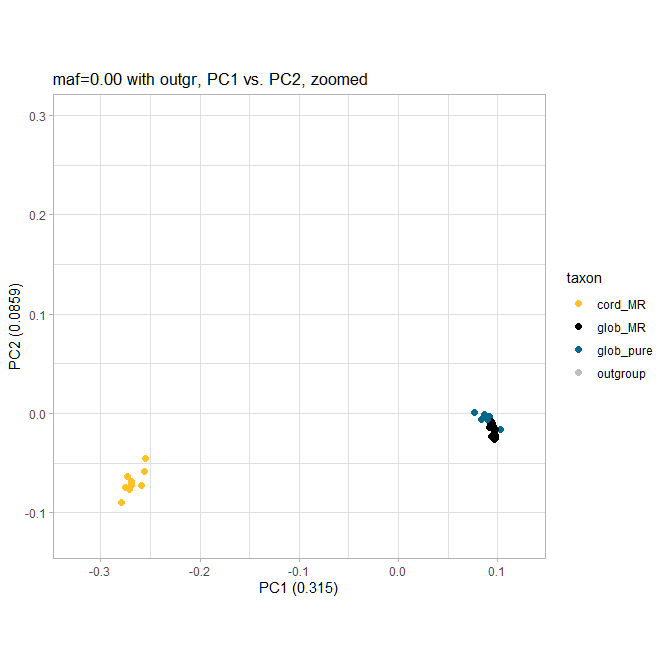 maf=0.00 with outgr, PC1 vs. PC2, zoomed
0.3
0.2
0.1
0.0
-0.1
PC2 (0.0859)
-0.3
-0.2
-0.1
0.0
0.1
PC1 (0.315)
taxon
cord_MR
glob_MR
glob_pure
outgroup